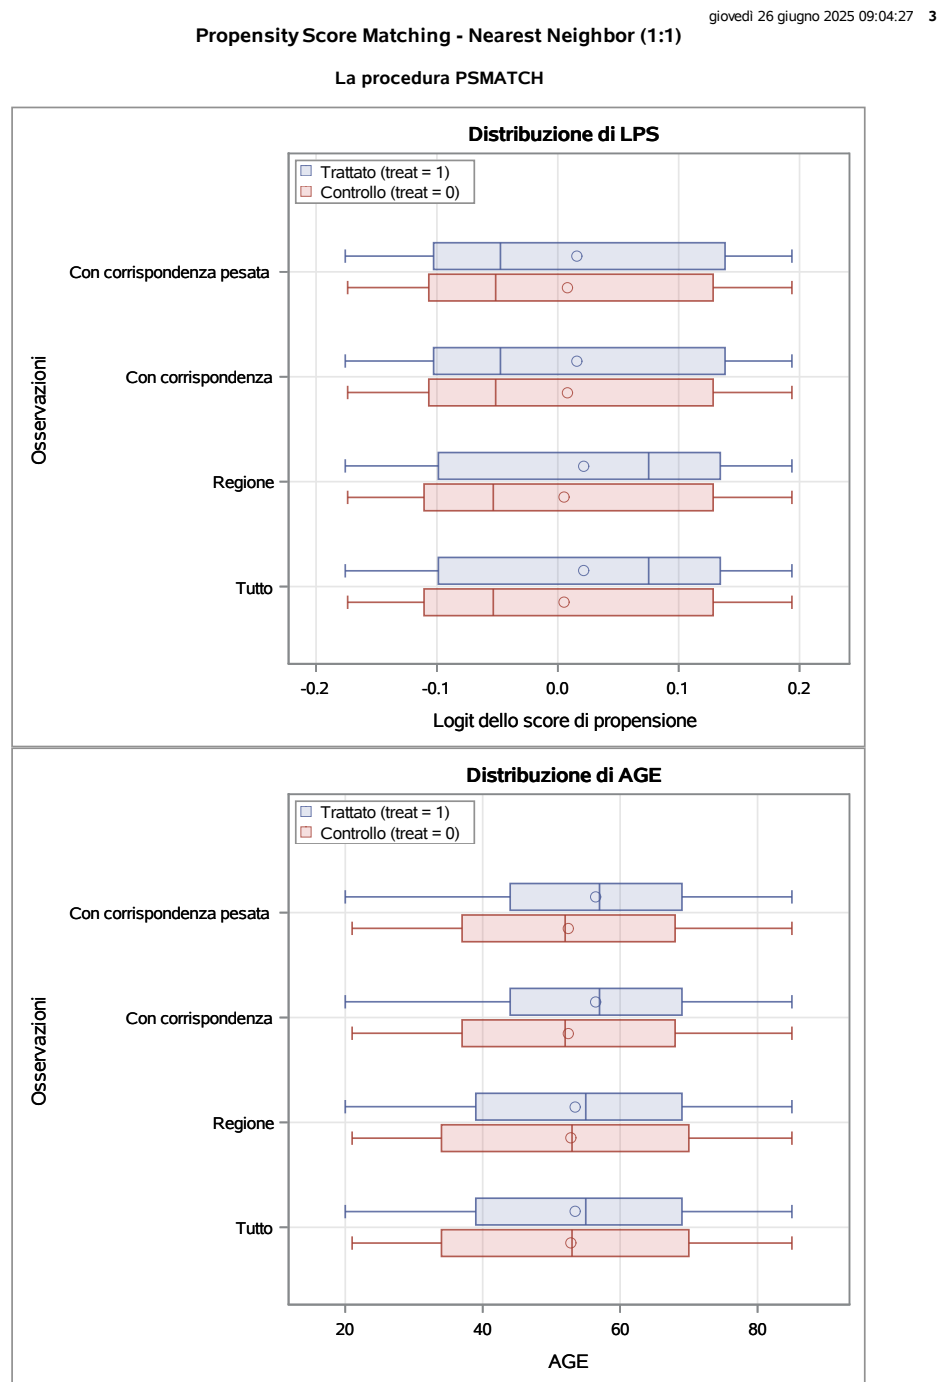 giovedì 26 giugno 2025 09:04:27 3
Propensity Score Matching - Nearest Neighbor (1:1)
La procedura PSMATCH
Distribuzione di LPS
Trattato (treat = 1)
Controllo (treat = 0)
Con corrispondenza pesata
Con corrispondenza
Regione
Tutto
Osservazioni
-0.2 -0.1 0.0 0.1 0.2
Logit dello score di propensione
Distribuzione di AGE
Trattato (treat = 1)
Controllo (treat = 0)
Con corrispondenza pesata
Con corrispondenza
Regione
Tutto
Osservazioni
20 40 60 80
AGE